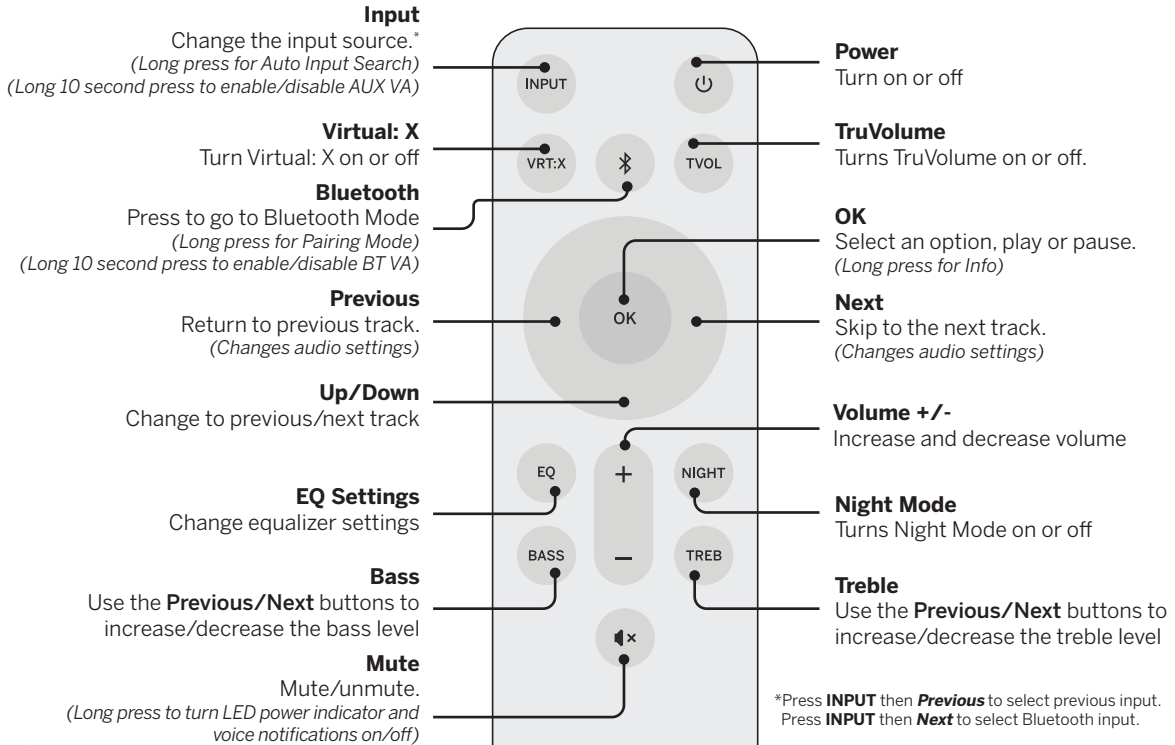 Input
Change the input source.*
(Long press for Auto Input Search)
(Long 10 second press to enable/disable AUX VA)
Virtual: X
Turn Virtual: X on or off
Bluetooth
Press to go to Bluetooth Mode
(Long press for Pairing Mode)
(Long 10 second press to enable/disable BT VA)
Previous
Return to previous track.
(Changes audio settings)
Up/Down
Change to previous/next track
EQ Settings
Change equalizer settings
Bass
Use the Previous/Next buttons to
increase/decrease the bass level
Mute
Mute/unmute.
(Long press to turn LED power indicator and
voice notifications on/off)
INPUT
VRT:X
TVOL
OK
EQ
+
NIGHT
BASS
–
TREB
Power
Turn on or off
TruVolume
Turns TruVolume on or off.
OK
Select an option, play or pause.
(Long press for Info)
Next
Skip to the next track.
(Changes audio settings)
Volume +/-
Increase and decrease volume
Night Mode
Turns Night Mode on or off
Treble
Use the Previous/Next buttons to
increase/decrease the treble level
*Press INPUT then Previous to select previous input.
Press INPUT then Next to select Bluetooth input.